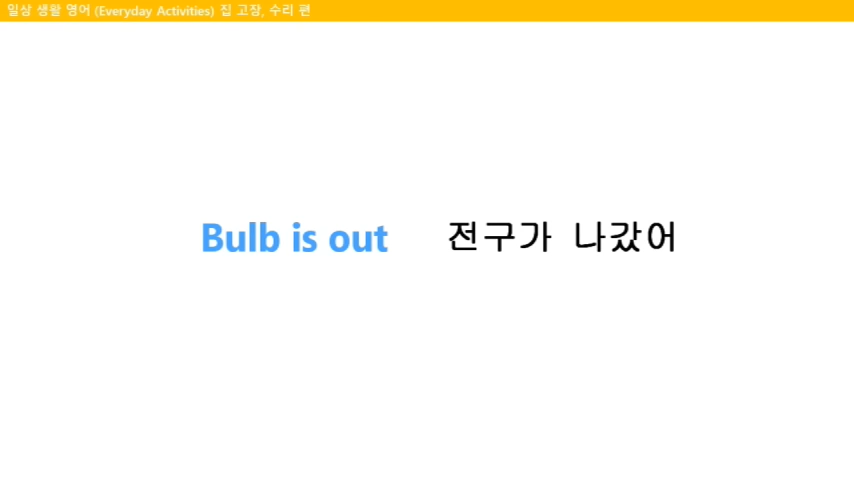 일상 생활 영어 (Everyday Activities) 집 고장, 수리 편
Bulb is out 전구가 나갔어